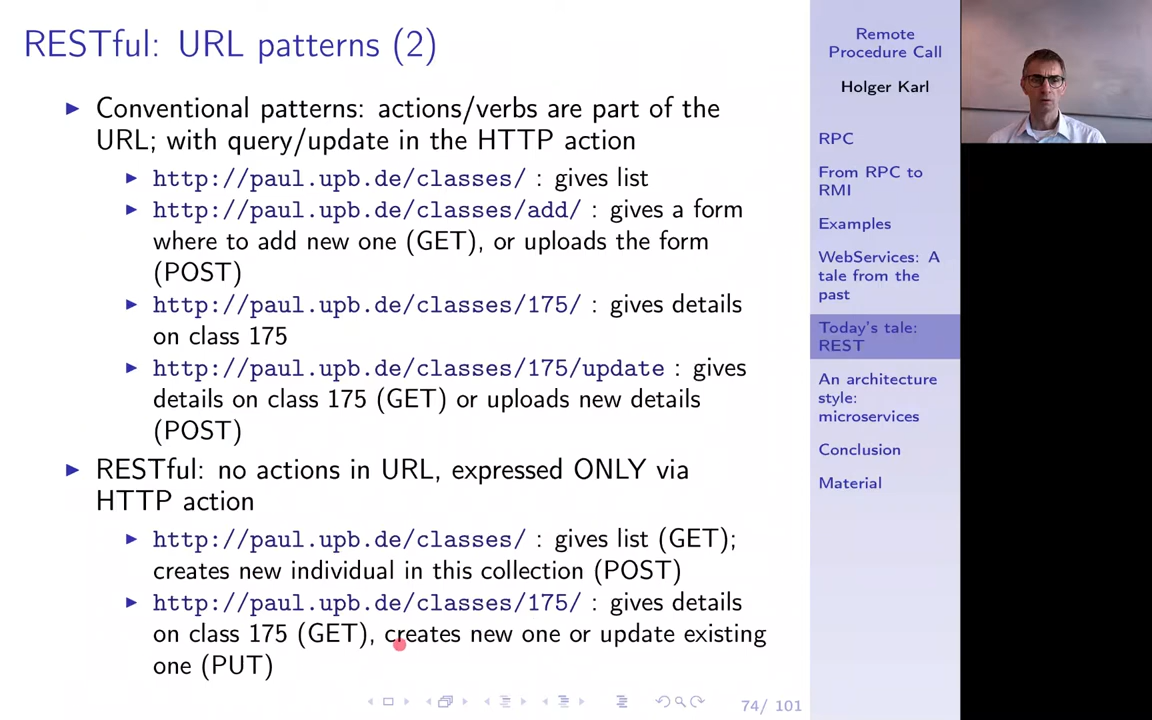 RESTful: URL patterns (2)
▶ Conventional patterns: actions/verbs are part of the
URL; with query/update in the HTTP action
▶ http://paul.upb.de/classes/ : gives list
▶ http://paul.upb.de/classes/add/ : gives a form
where to add new one (GET), or uploads the form
(POST)
▶ http://paul.upb.de/classes/175/ : gives details
on class 175
▶ http://paul.upb.de/classes/175/update : gives
details on class 175 (GET) or uploads new details
(POST)
▶ RESTful: no actions in URL, expressed ONLY via
HTTP action
▶ http://paul.upb.de/classes/ : gives list (GET);
creates new individual in this collection (POST)
▶ http://paul.upb.de/classes/175/ : gives details
on class 175 (GET), creates new one or update existing
one (PUT)
74/ 101
Remote
Procedure Call
Holger Karl
RPC
From RPC to
RMI
Examples
WebServices: A
tale from the
past
Today's tale:
REST
An architecture
style:
microservices
Conclusion
Material